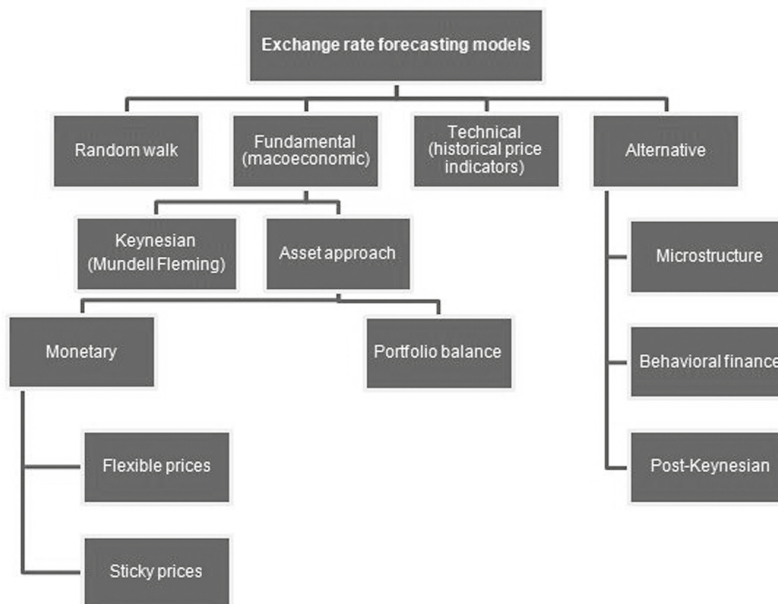 Exchange rate forecasting models
Random walk
Fundamental
(macoeconomic)
Technical
(historical price
indicators)
Alternative
Keynesian
(Mundell Fleming)
Asset approach
Microstructure
Monetary
Portfolio balance
Behavioral finance
Flexible prices
Post-Keynesian
Sticky prices